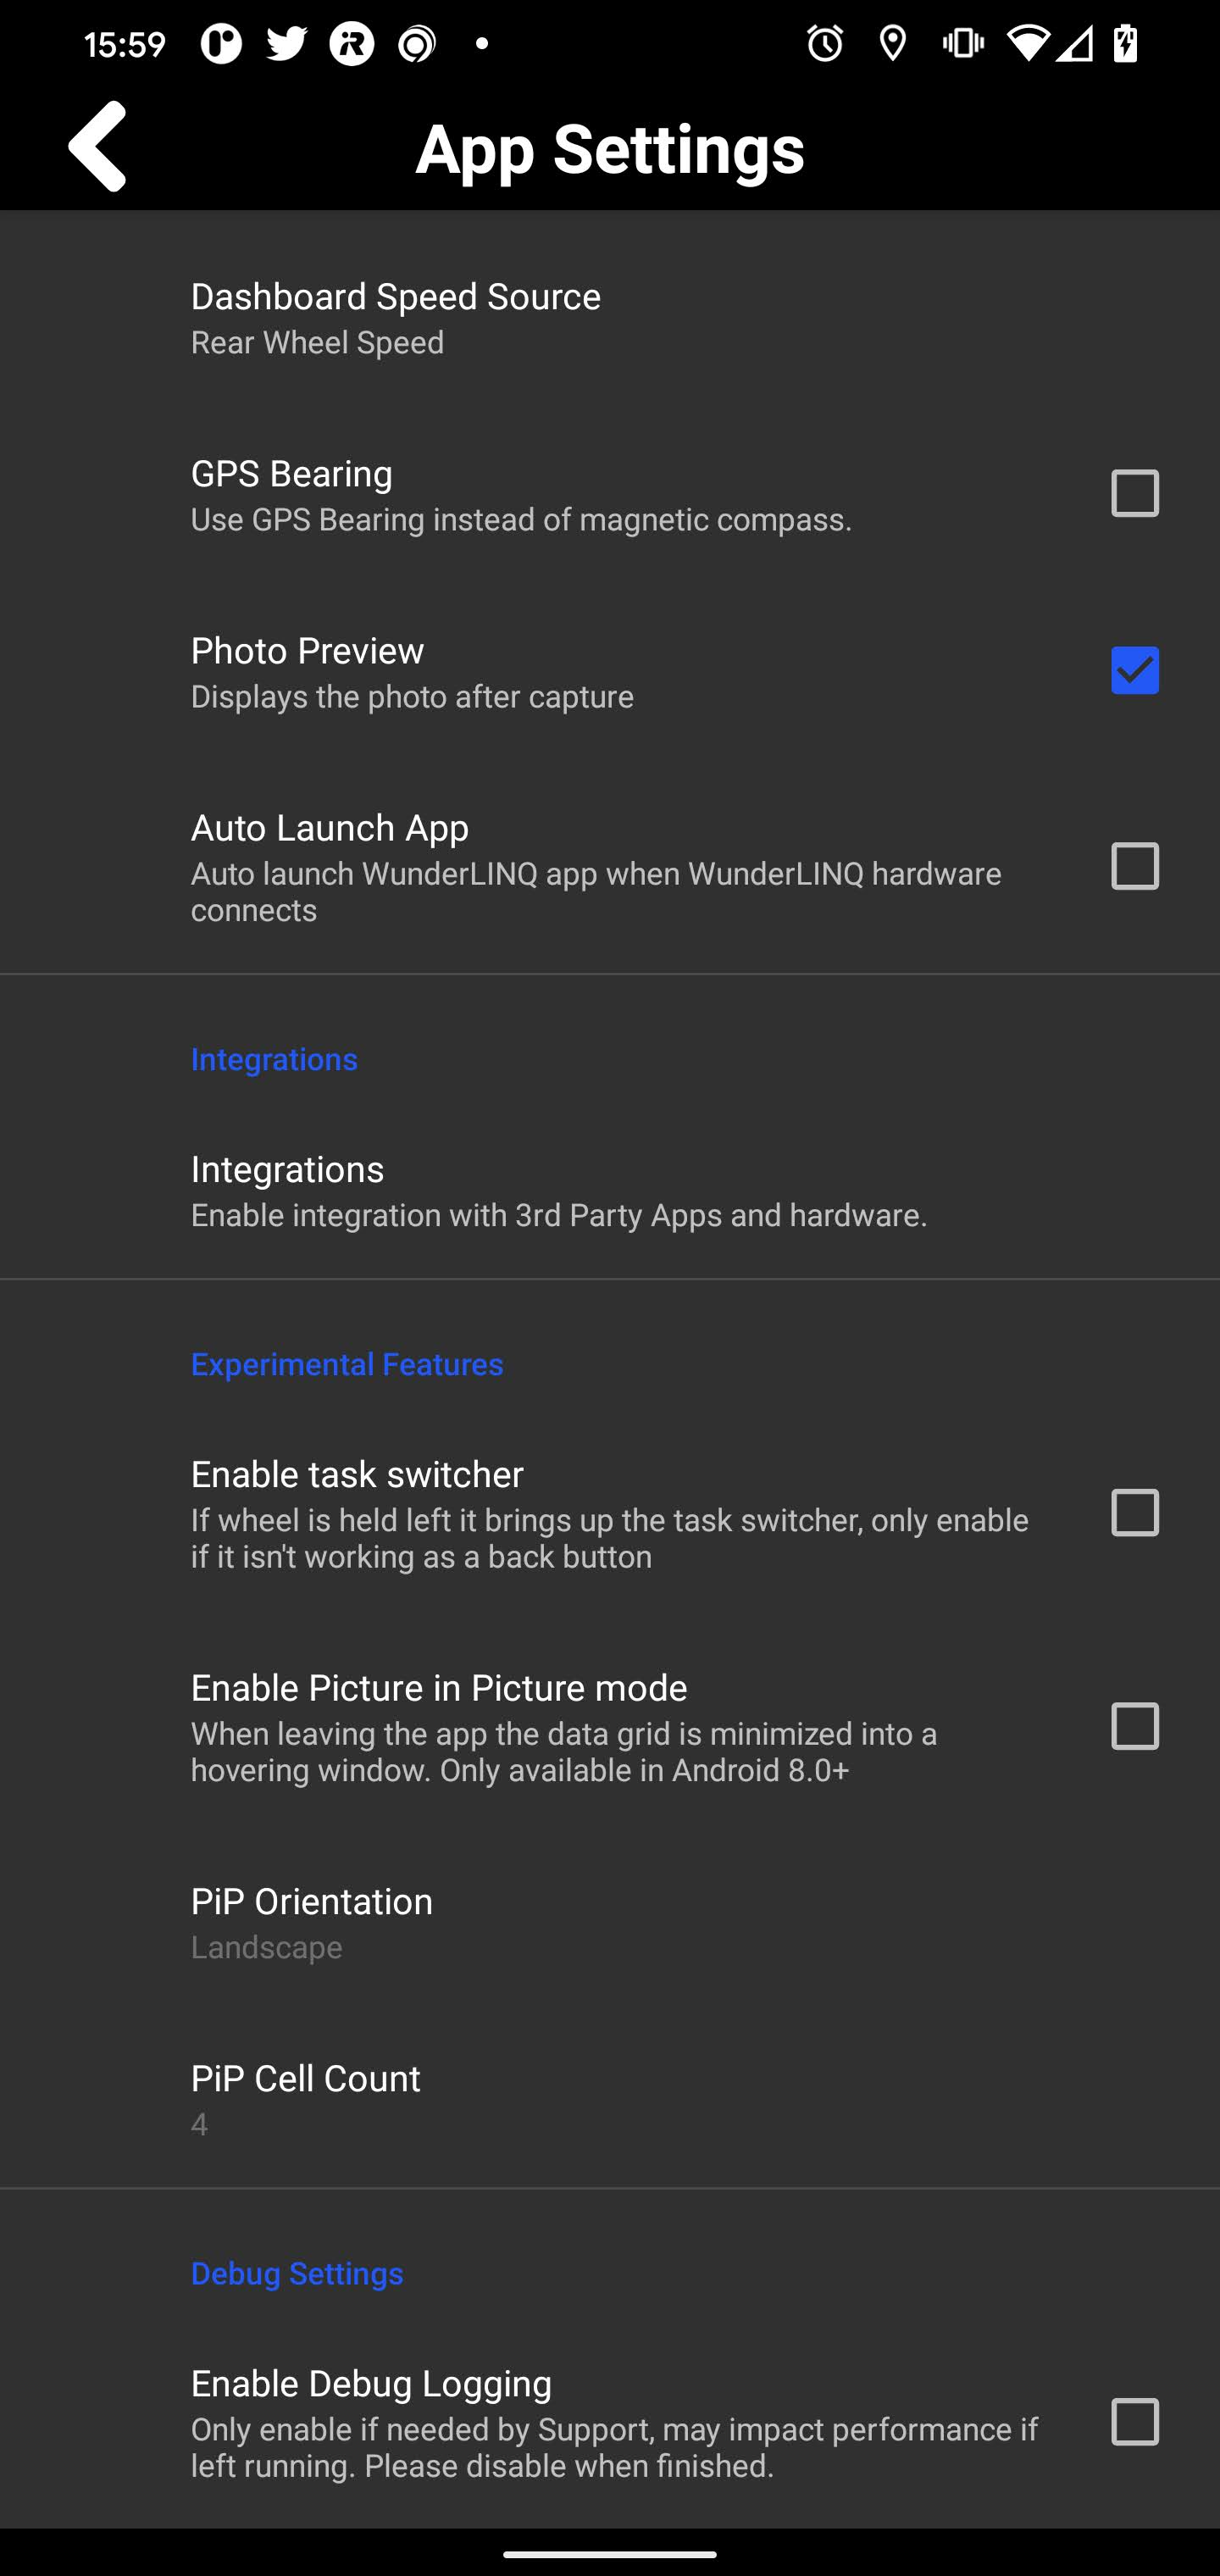 15:59
App Settings
Dashboard Speed Source
Rear Wheel Speed
GPS Bearing
Use GPS Bearing instead of magnetic compass.
Photo Preview
Displays the photo after capture
Auto Launch App
Auto launch WunderLINQ app when WunderLINQ hardware
connects
Integrations
Integrations
Enable integration with 3rd Party Apps and hardware.
Experimental Features
Enable task switcher
If wheel is held left it brings up the task switcher, only enable
if it isn't working as a back button
Enable Picture in Picture mode
When leaving the app the data grid is minimized into a
hovering window. Only available in Android 8.0+
PiP Orientation
Landscape
PiP Cell Count
4
Debug Settings
Enable Debug Logging
Only enable if needed by Support, may impact performance if
left running. Please disable when finished.